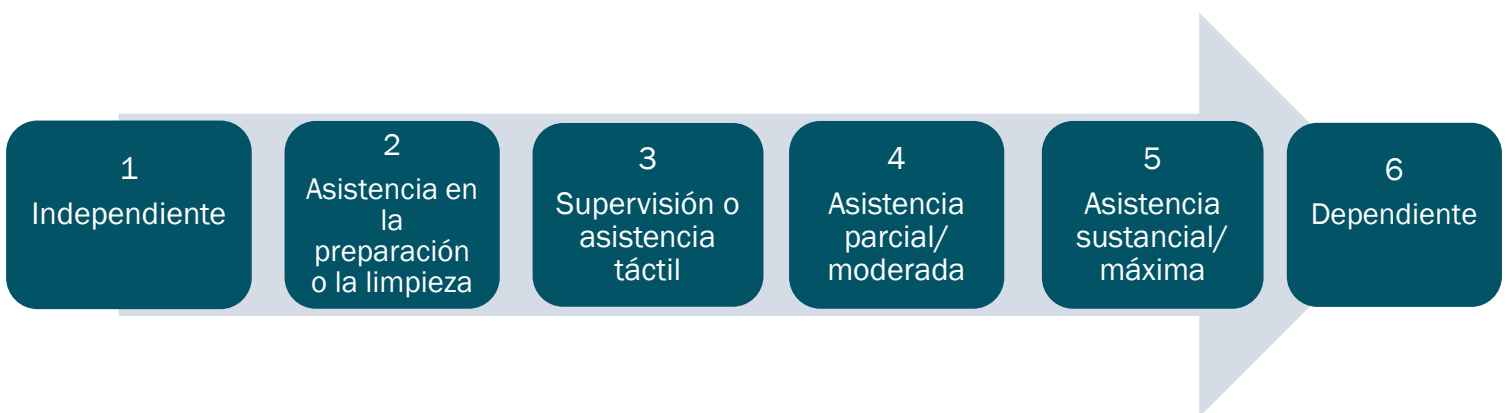 1
Independiente
2
Asistencia en
la
preparación
o la limpieza
3
Supervisión o
asistencia
táctil
4
Asistencia
parcial/
moderada
5
Asistencia
sustancial/
máxima
6
Dependiente